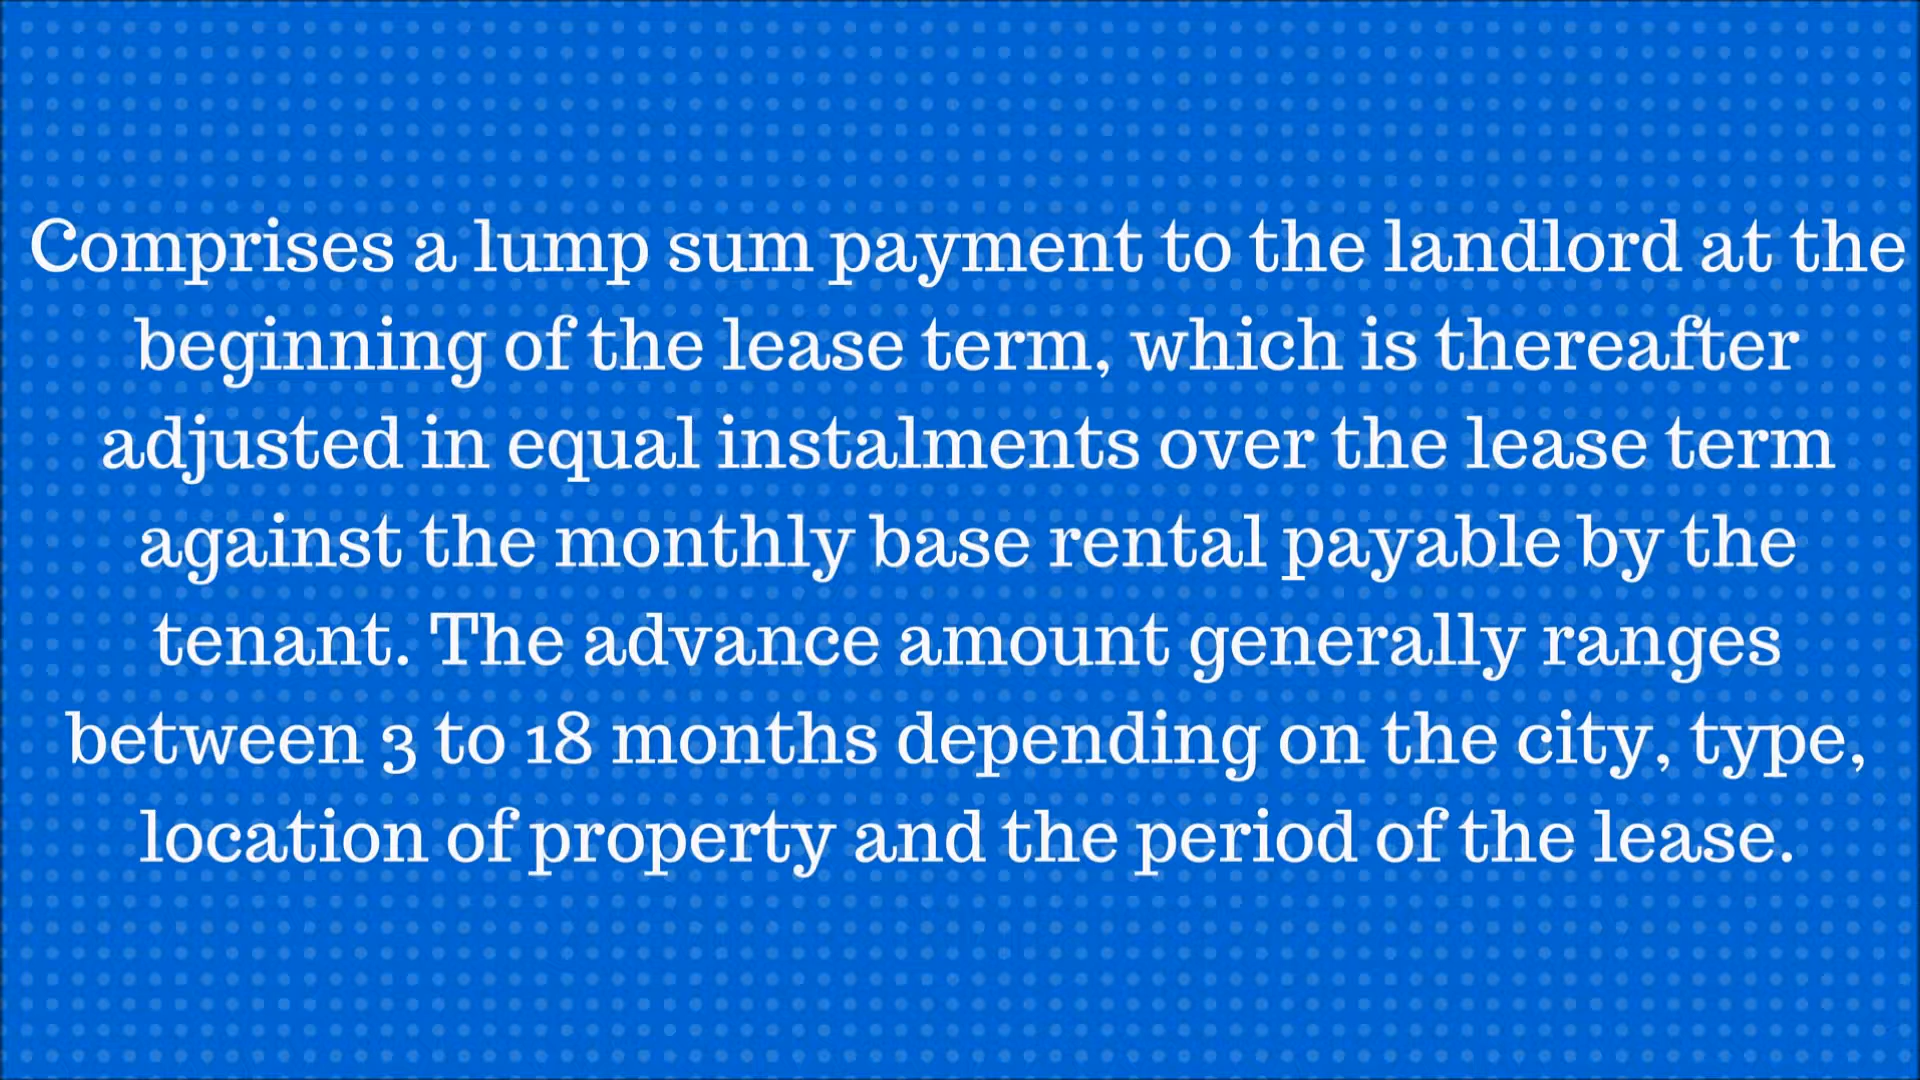 Comprises a lump sum payment to the landlord at the
beginning of the lease term, which is thereafter
adjusted in equal instalments over the lease term
against the monthly base rental payable by the
tenant. The advance amount generally ranges
between 3 to 18 months depending on the city, type,
location of property and the period of the lease.